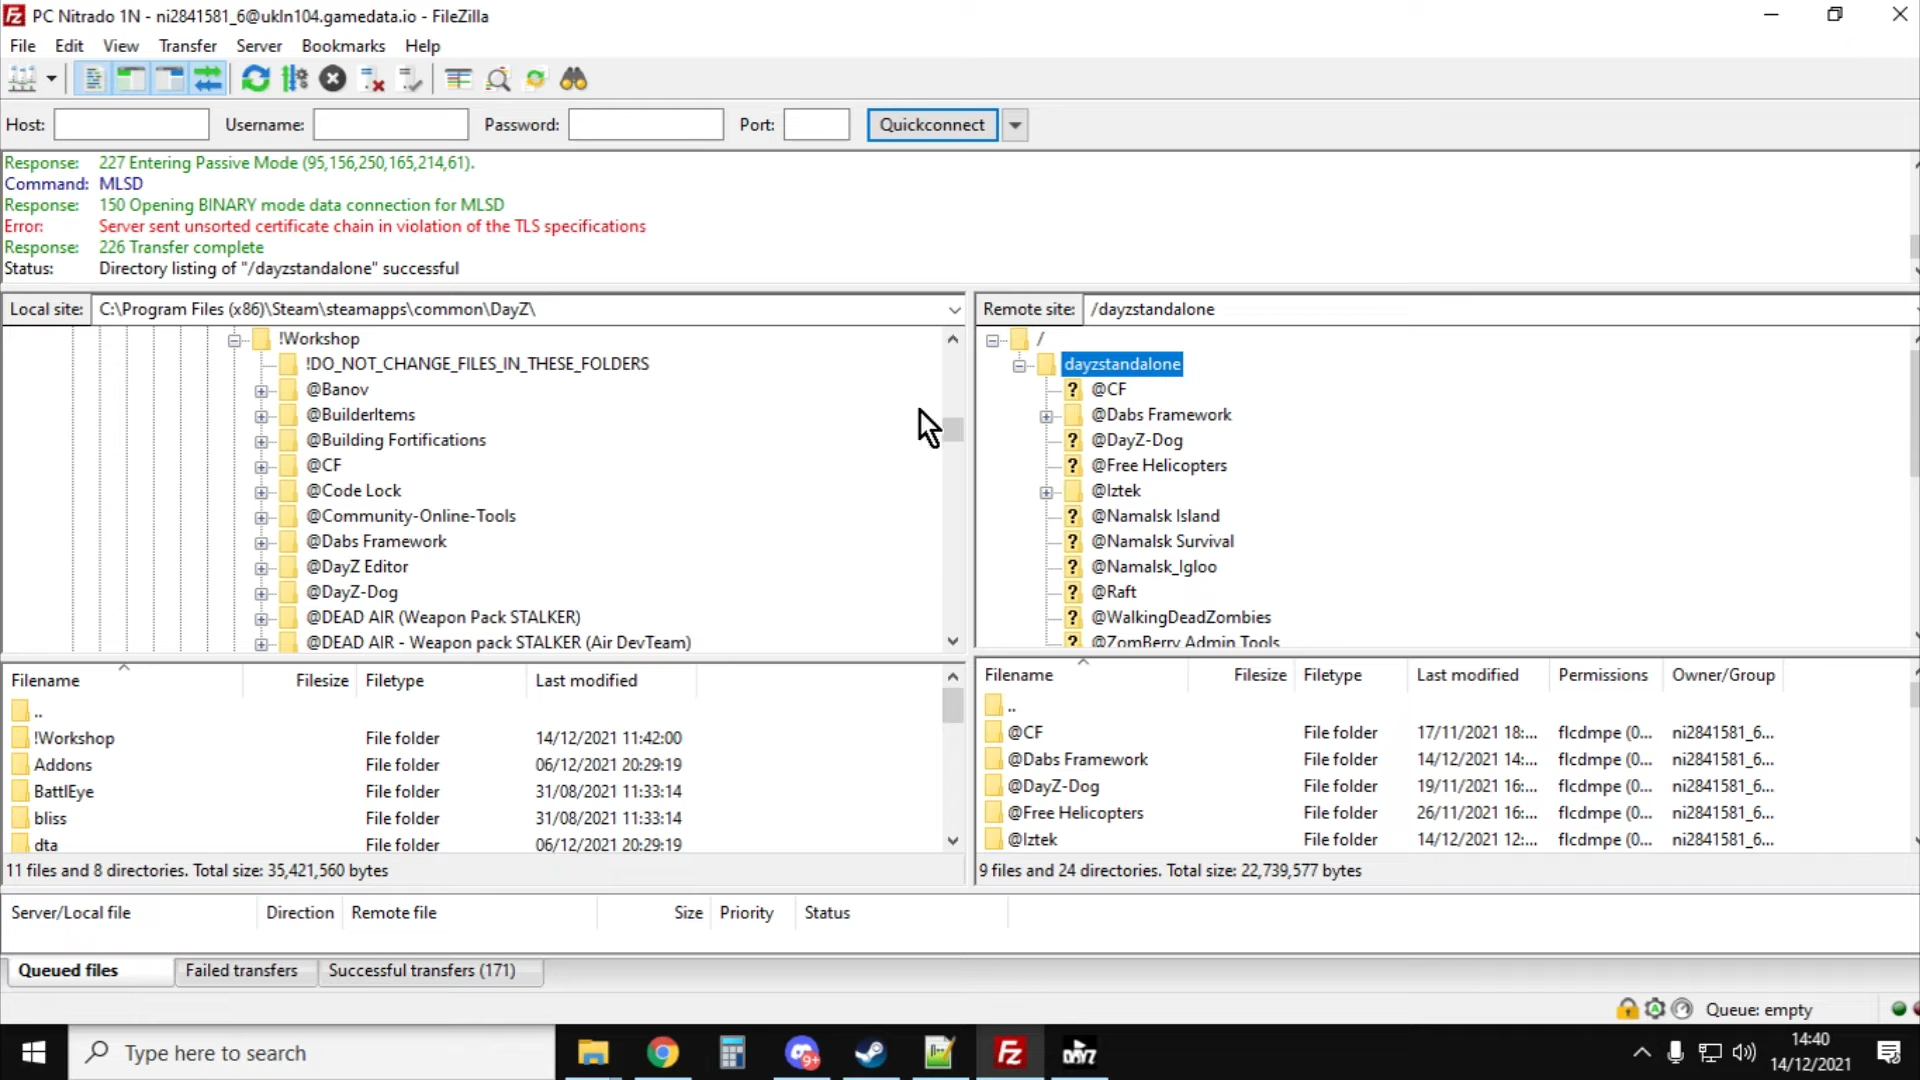 PC Nitrado 1N - ni2841581_6@ukln104.gamedata.io - FileZilla
File Edit View Transfer Server Bookmarks Help
Host: Username: Password: Port: Quickconnect
Response: 227 Entering Passive Mode (95,156,250,165,214,61).
Command: MLSD
Response: 150 Opening BINARY mode data connection for MLSD
Error: Server sent unsorted certificate chain in violation of the TLS specifications
Response: 226 Transfer complete
Status: Directory listing of "/dayzstandalone" successful
Local site: C:\Program Files (x86)\Steam\steamapps\common\DayZ\
!Workshop
!DO_NOT_CHANGE_FILES_IN_THESE_FOLDERS
@Banov
@BuilderItems
@Building Fortifications
@CF
@Code Lock
@Community-Online-Tools
@Dabs Framework
@DayZ Editor
@DayZ-Dog
@DEAD AIR (Weapon Pack STALKER)
@DEAD AIR - Weapon pack STALKER (Air DevTeam)
Remote site: /dayzstandalone
/
dayzstandalone
@CF
@Dabs Framework
@DayZ-Dog
@Free Helicopters
@Iztek
@Namalsk Island
@Namalsk Survival
@Namalsk_Igloo
@Raft
@WalkingDeadZombies
@ZomBerry Admin Tools
Filename Filesize Filetype Last modified
..
!Workshop File folder 14/12/2021 11:42:00
Addons File folder 06/12/2021 20:29:19
BattlEye File folder 31/08/2021 11:33:14
bliss File folder 31/08/2021 11:33:14
dta File folder 06/12/2021 20:29:19
11 files and 8 directories. Total size: 35,421,560 bytes
Filename Filesize Filetype Last modified Permissions Owner/Group
..
@CF File folder 17/11/2021 18:... flcdmpe (0... ni2841581_6...
@Dabs Framework File folder 14/12/2021 14:... flcdmpe (0... ni2841581_6...
@DayZ-Dog File folder 19/11/2021 16:... flcdmpe (0... ni2841581_6...
@Free Helicopters File folder 26/11/2021 16:... flcdmpe (0... ni2841581_6...
@Iztek File folder 14/12/2021 12:... flcdmpe (0... ni2841581_6...
9 files and 24 directories. Total size: 22,739,577 bytes
Server/Local file Direction Remote file Size Priority Status
Queued files Failed transfers Successful transfers (171)
Queue: empty
Type here to search
9+
Fz
DAYZ
14:40
14/12/2021